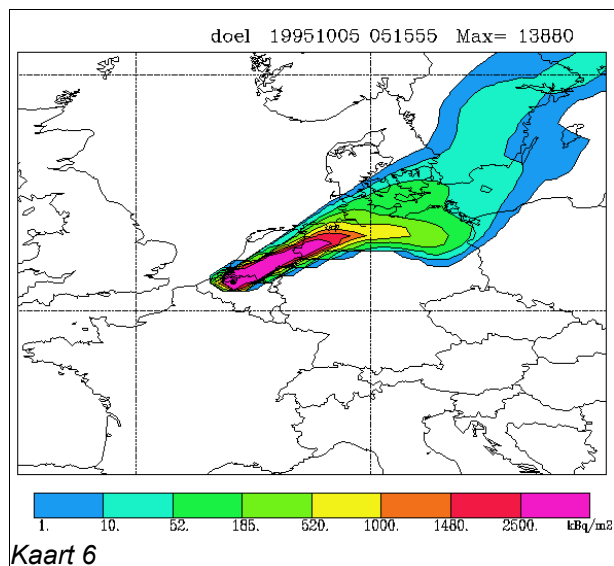 doel 19951005 051555 Max= 13880
1. 10. 52. 185. 520. 1000. 1480. 2500. kBq/m2
Kaart 6